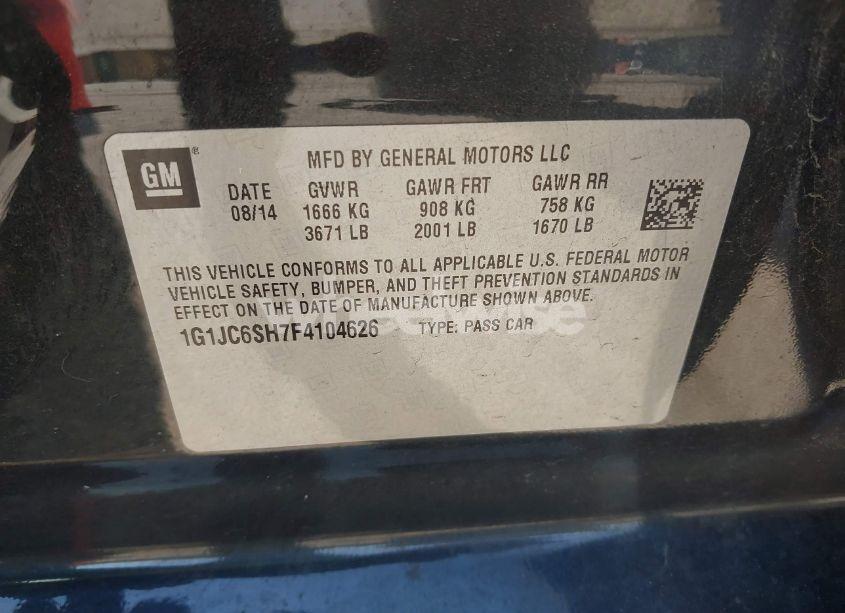 GM ®
MFD BY GENERAL MOTORS LLC
DATE GVWR GAWR FRT GAWR RR
08/14 1666 KG 908 KG 758 KG
3671 LB 2001 LB 1670 LB
THIS VEHICLE CONFORMS TO ALL APPLICABLE U.S. FEDERAL MOTOR
VEHICLE SAFETY, BUMPER, AND THEFT PREVENTION STANDARDS IN
EFFECT ON THE DATE OF MANUFACTURE SHOWN ABOVE.
1G1JC6SH7F4104626 TYPE: PASS CAR